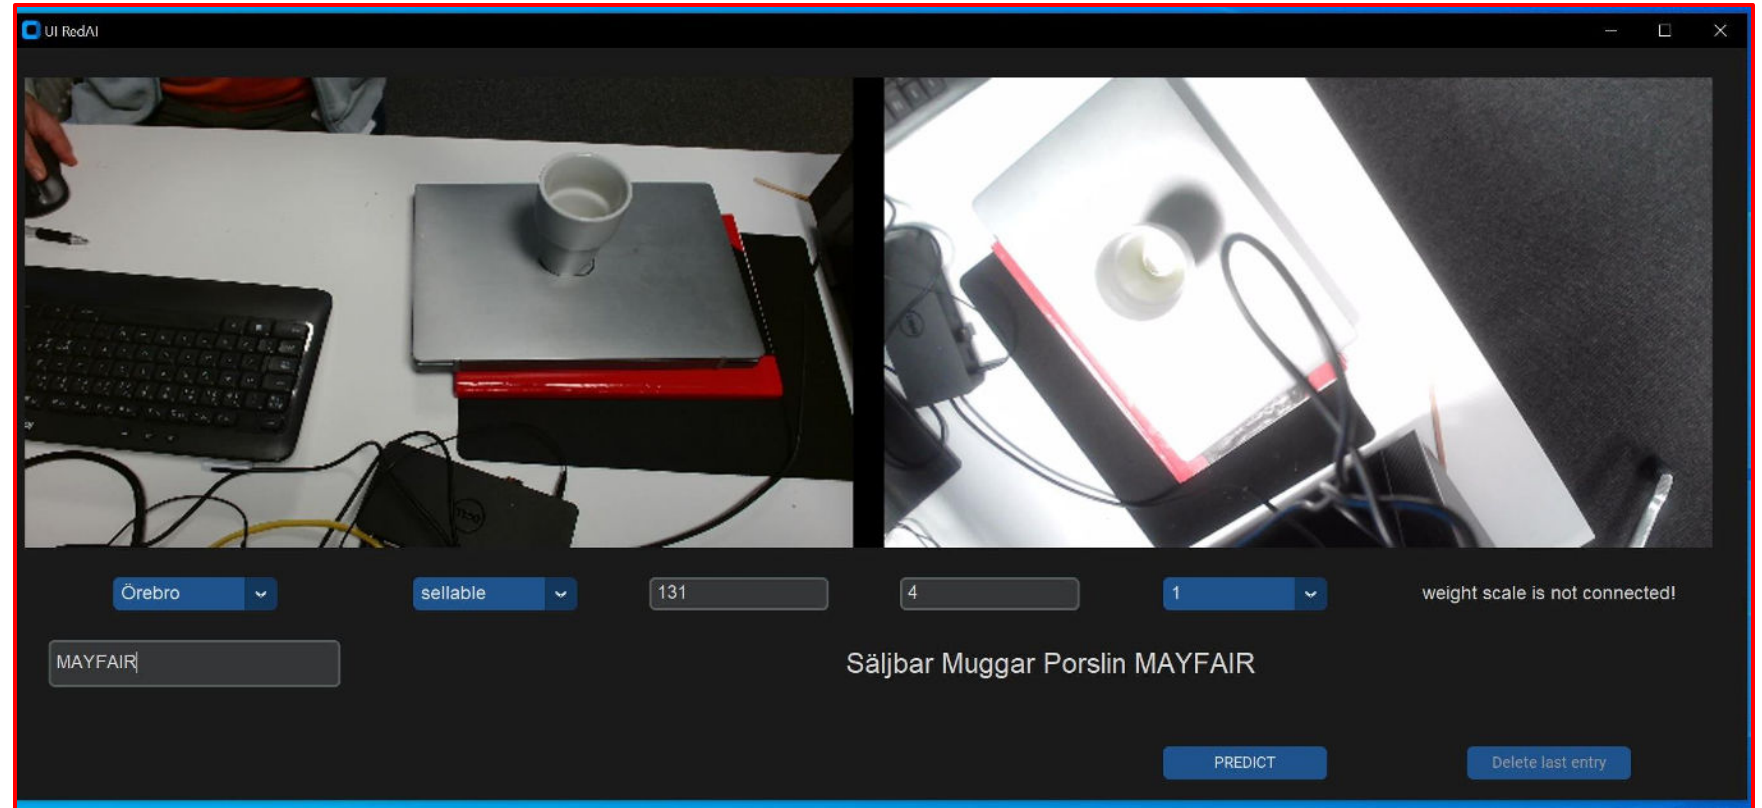 UI RedAI
DELL
Örebro
sellable
131
4
1
weight scale is not connected!
MAYFAIR
Säljbar Muggar Porslin MAYFAIR
PREDICT
Delete last entry